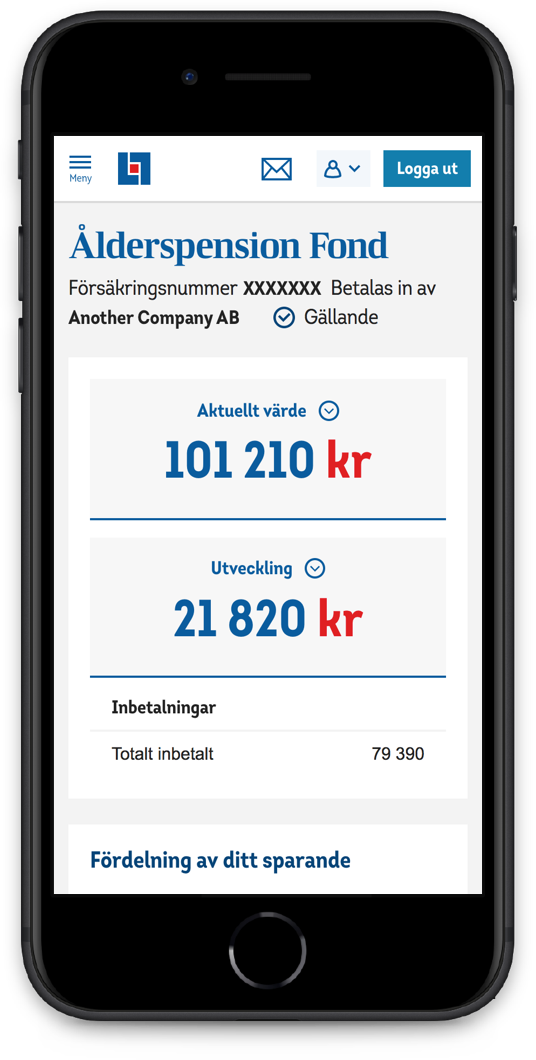 Meny
Logga ut
Ålderspension Fond
Försäkringsnummer XXXXXXX Betalas in av
Another Company AB Gällande
Aktuellt värde
101 210 kr
Utveckling
21 820 kr
Inbetalningar
Totalt inbetalt 79 390
Fördelning av ditt sparande